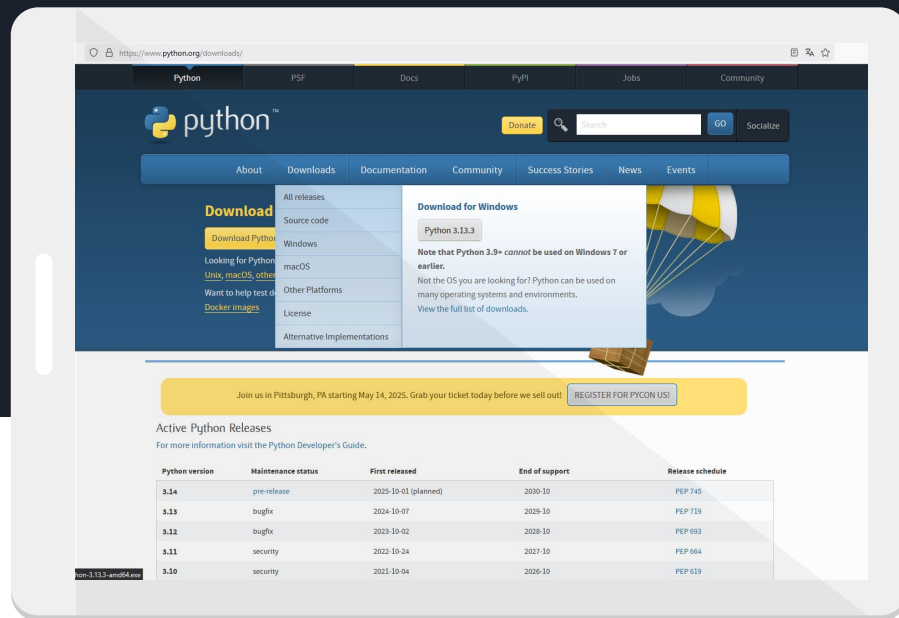 https://www.python.org/downloads/
Python PSF Docs PyPI Jobs Community
python™
Donate Search GO Socialize
About Downloads Documentation Community Success Stories News Events
Download
Download Python
Looking for Python
Unix, macOS, other
Want to help test d
Docker images
All releases
Source code
Windows
macOS
Other Platforms
License
Alternative Implementations
Download for Windows
Python 3.13.3
Note that Python 3.9+ cannot be used on Windows 7 or
earlier.
Not the OS you are looking for? Python can be used on
many operating systems and environments.
View the full list of downloads.
Join us in Pittsburgh, PA starting May 14, 2025. Grab your ticket today before we sell out! REGISTER FOR PYCON US!
Active Python Releases
For more information visit the Python Developer's Guide.
Python version Maintenance status First released End of support Release schedule
3.14 pre-release 2025-10-01 (planned) 2030-10 PEP 745
3.13 bugfix 2024-10-07 2029-10 PEP 719
3.12 bugfix 2023-10-02 2028-10 PEP 693
3.11 security 2022-10-24 2027-10 PEP 664
3.10 security 2021-10-04 2026-10 PEP 619
hon-3.13.3-amd64.exe